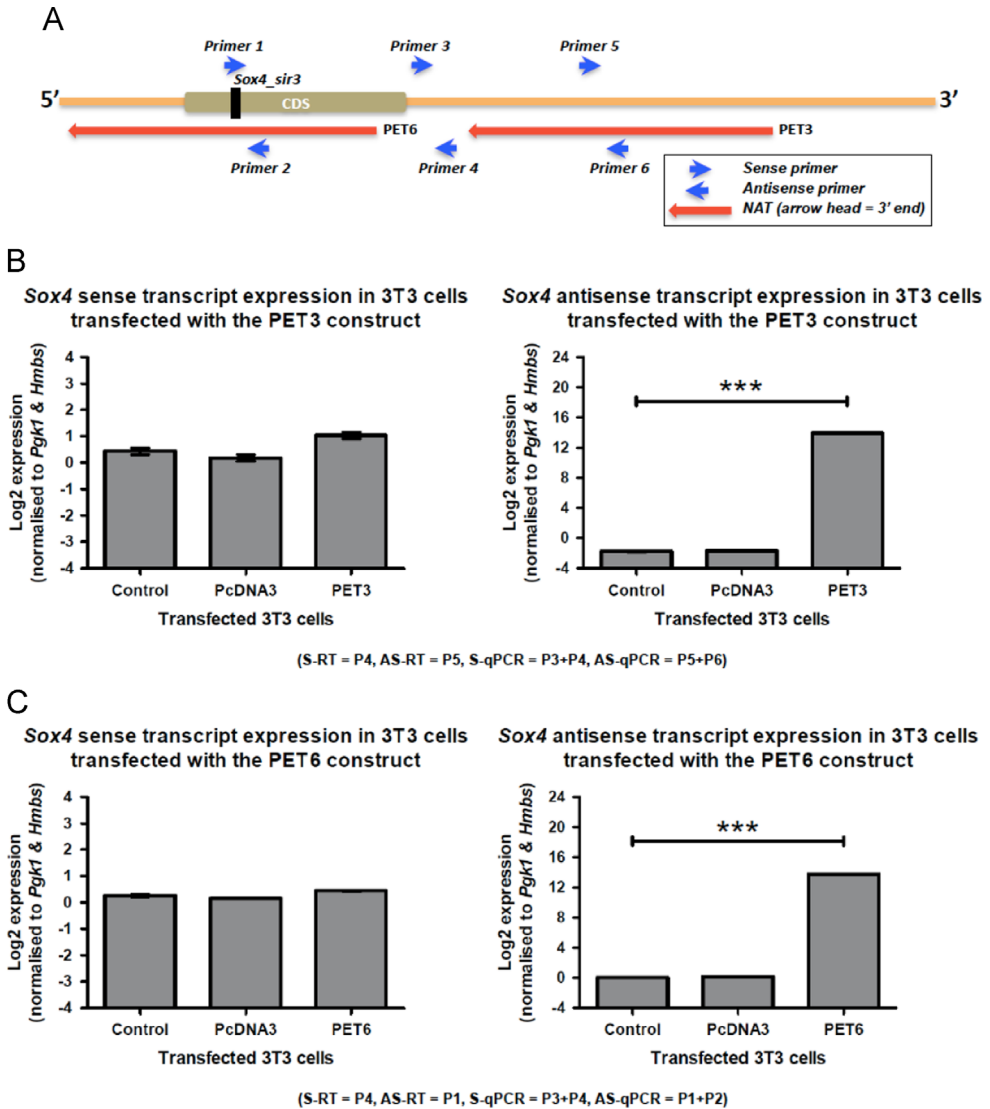 A
Primer 1
Primer 3
Primer 5
Sox4_sir3
5’
CDS
3’
PET6
PET3
Primer 2
Primer 4
Primer 6
Sense primer
Antisense primer
NAT (arrow head = 3’ end)
B
Sox4 sense transcript expression in 3T3 cells
transfected with the PET3 construct
Log2 expression
(normalised to Pgk1 & Hmbs)
4
3
2
1
0
-1
-2
-3
-4
Control
PcDNA3
PET3
Transfected 3T3 cells
Sox4 antisense transcript expression in 3T3 cells
transfected with the PET3 construct
Log2 expression
(normalised to Pgk1 & Hmbs)
24
20
16
12
8
4
0
-4
***
Control
PcDNA3
PET3
Transfected 3T3 cells
(S-RT = P4, AS-RT = P5, S-qPCR = P3+P4, AS-qPCR = P5+P6)
C
Sox4 sense transcript expression in 3T3 cells
transfected with the PET6 construct
Log2 expression
(normalised to Pgk1 & Hmbs)
4
3
2
1
0
-1
-2
-3
-4
Control
PcDNA3
PET6
Transfected 3T3 cells
Sox4 antisense transcript expression in 3T3 cells
transfected with the PET6 construct
Log2 expression
(normalised to Pgk1 & Hmbs)
24
20
16
12
8
4
0
-4
***
Control
PcDNA3
PET6
Transfected 3T3 cells
(S-RT = P4, AS-RT = P1, S-qPCR = P3+P4, AS-qPCR = P1+P2)